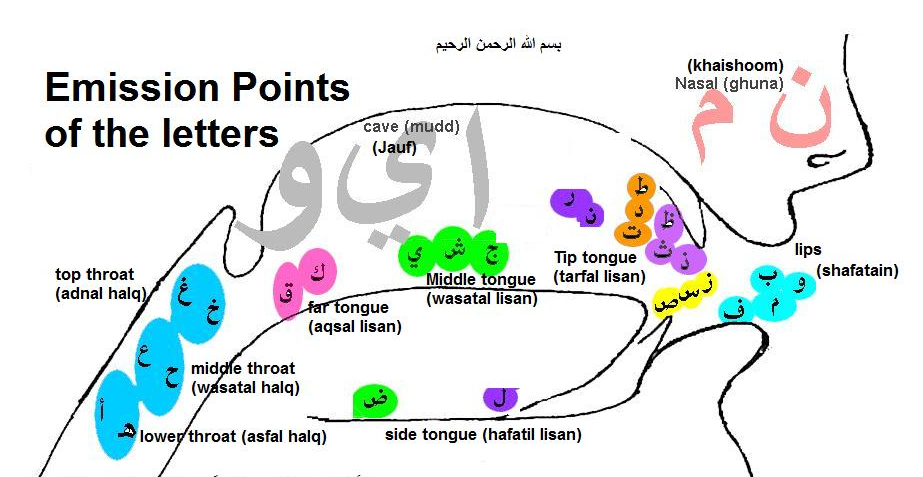 بسم الله الرحمن الرحيم
Emission Points
of the letters
(khaishoom)
Nasal (ghuna)
م ن
cave (mudd)
(Jauf)
ا ي و
ط
د
ت
ظ
ث
ذ
ر
ن
Tip tongue
(tarfal lisan)
lips
(shafatain)
ب
و
م
ف
ز
س
ص
ج
ش
ي
Middle tongue
(wasatal lisan)
ك
ق
far tongue
(aqsal lisan)
top throat
(adnal halq)
غ
خ
ع
ح
middle throat
(wasatal halq)
أ
ه
lower throat (asfal halq)
ض
ل
side tongue (hafatil lisan)